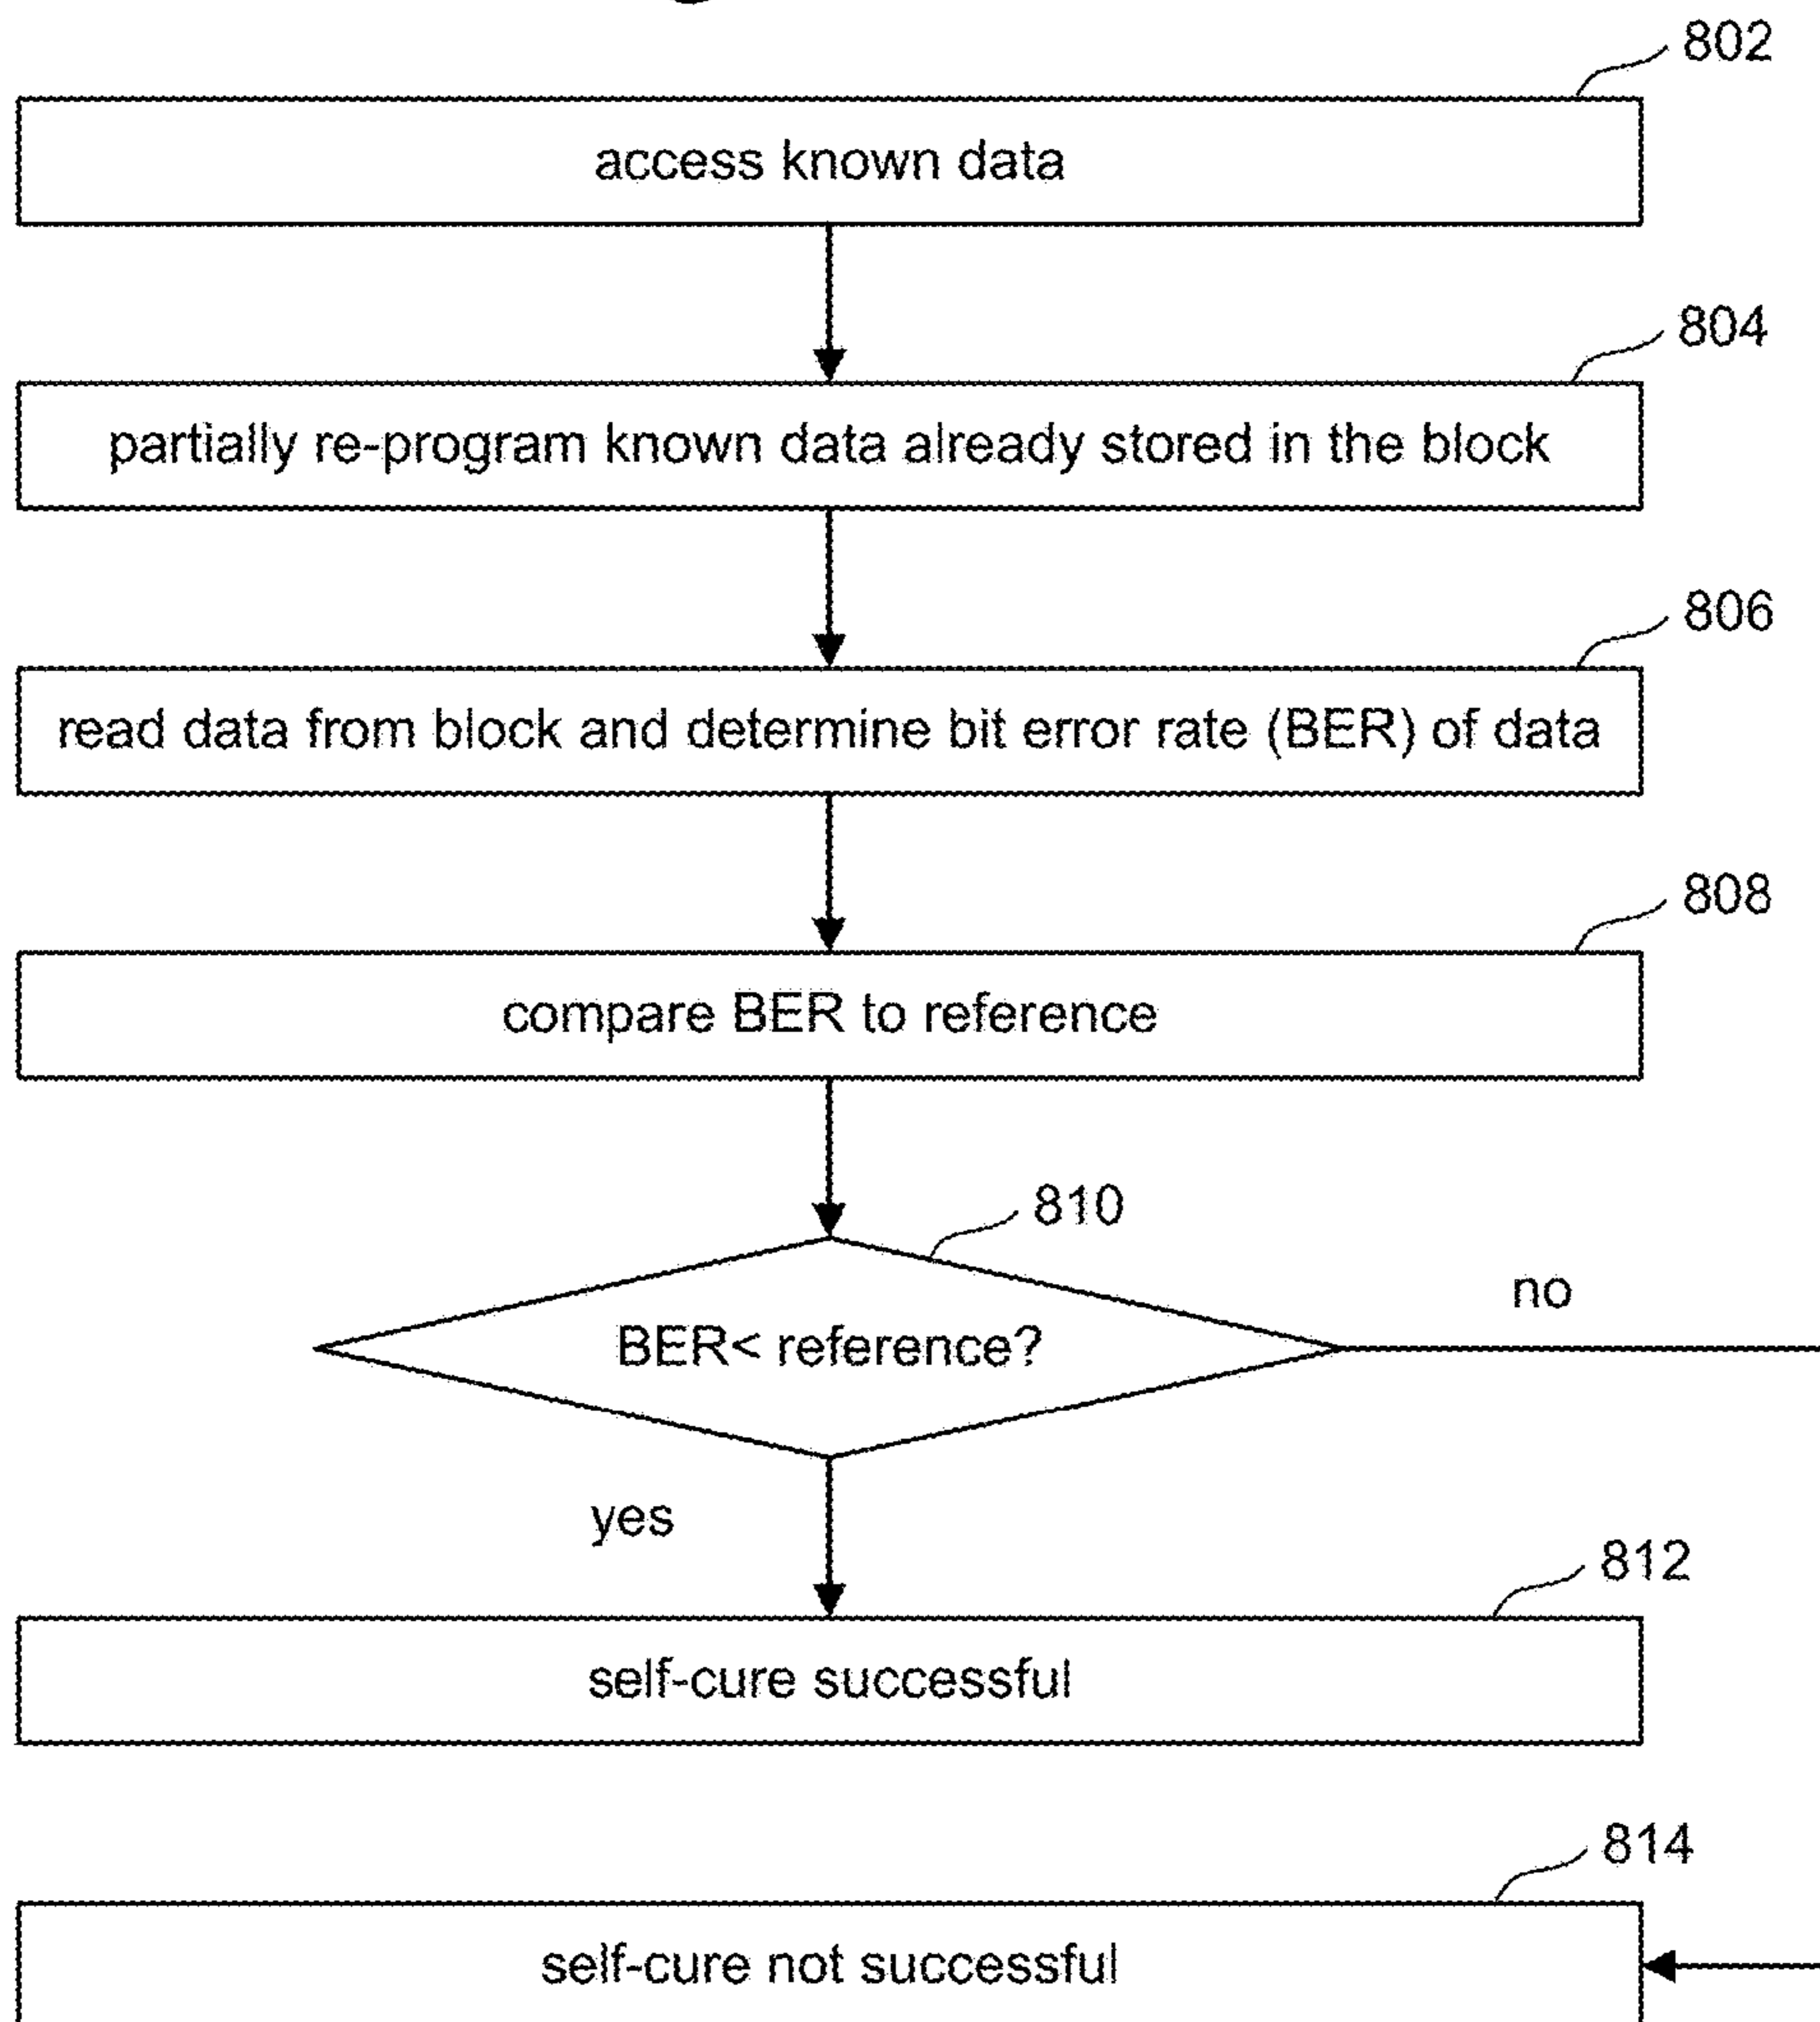 802
access known data
804
partially re-program known data already stored in the block
806
read data from block and determine bit error rate (BER) of data
808
compare BER to reference
810
no
BER< reference?
yes
812
self-cure successful
814
self-cure not successful